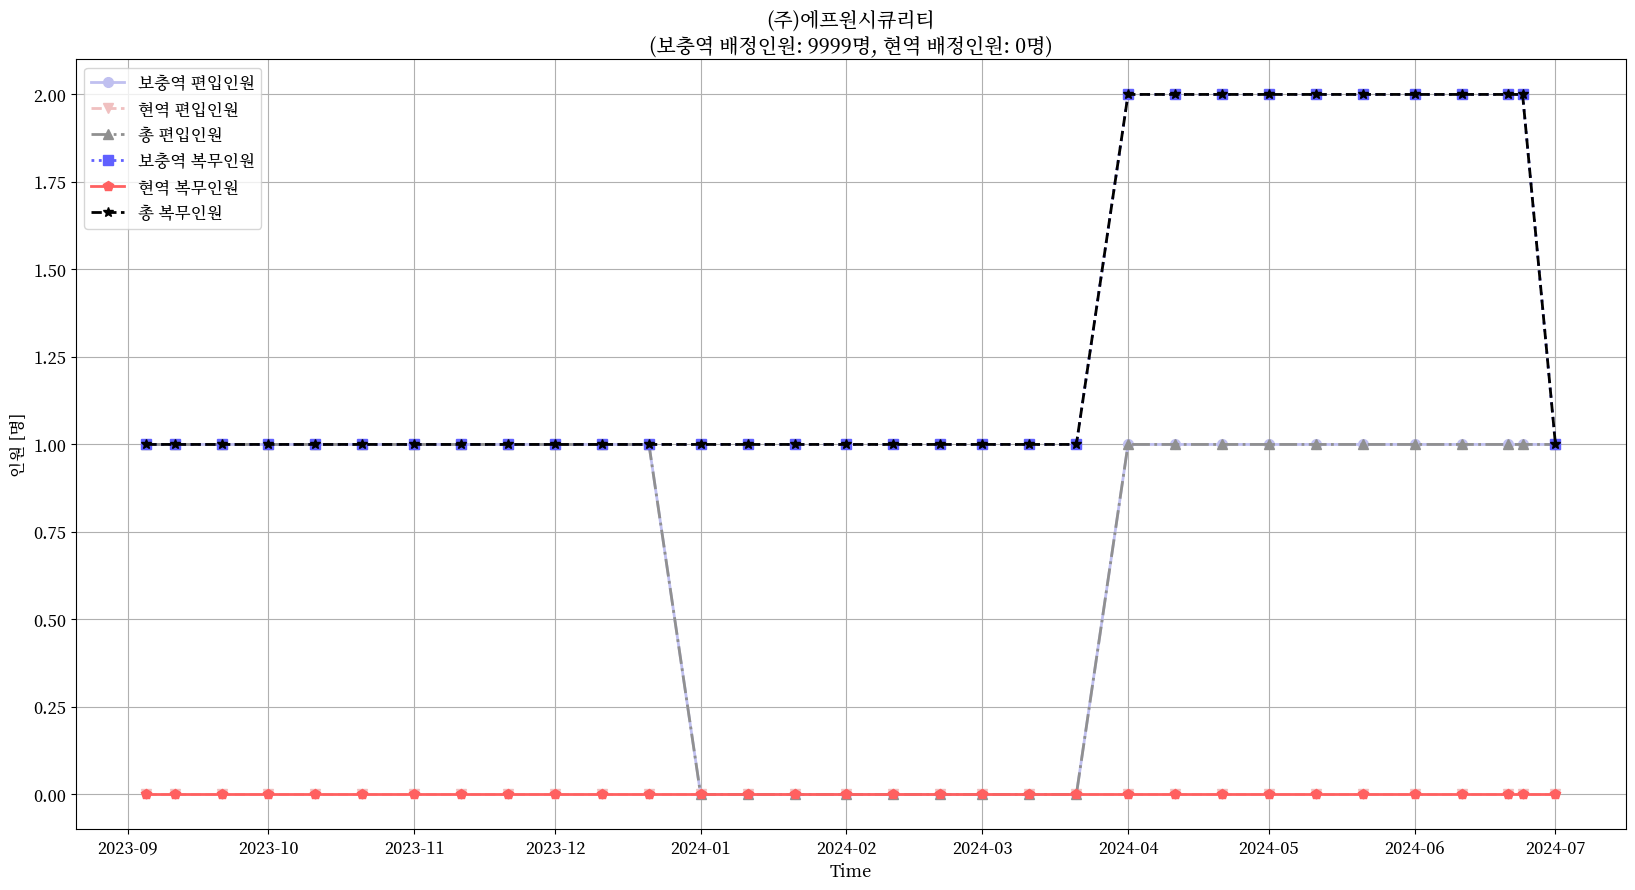 (주)에프원시큐리티
(보충역 배정인원: 9999명, 현역 배정인원: 0명)
보충역 편입인원
현역 편입인원
총 편입인원
보충역 복무인원
현역 복무인원
총 복무인원
인원 [명]
2.00
1.75
1.50
1.25
1.00
0.75
0.50
0.25
0.00
2023-09 2023-10 2023-11 2023-12 2024-01 2024-02 2024-03 2024-04 2024-05 2024-06 2024-07
Time